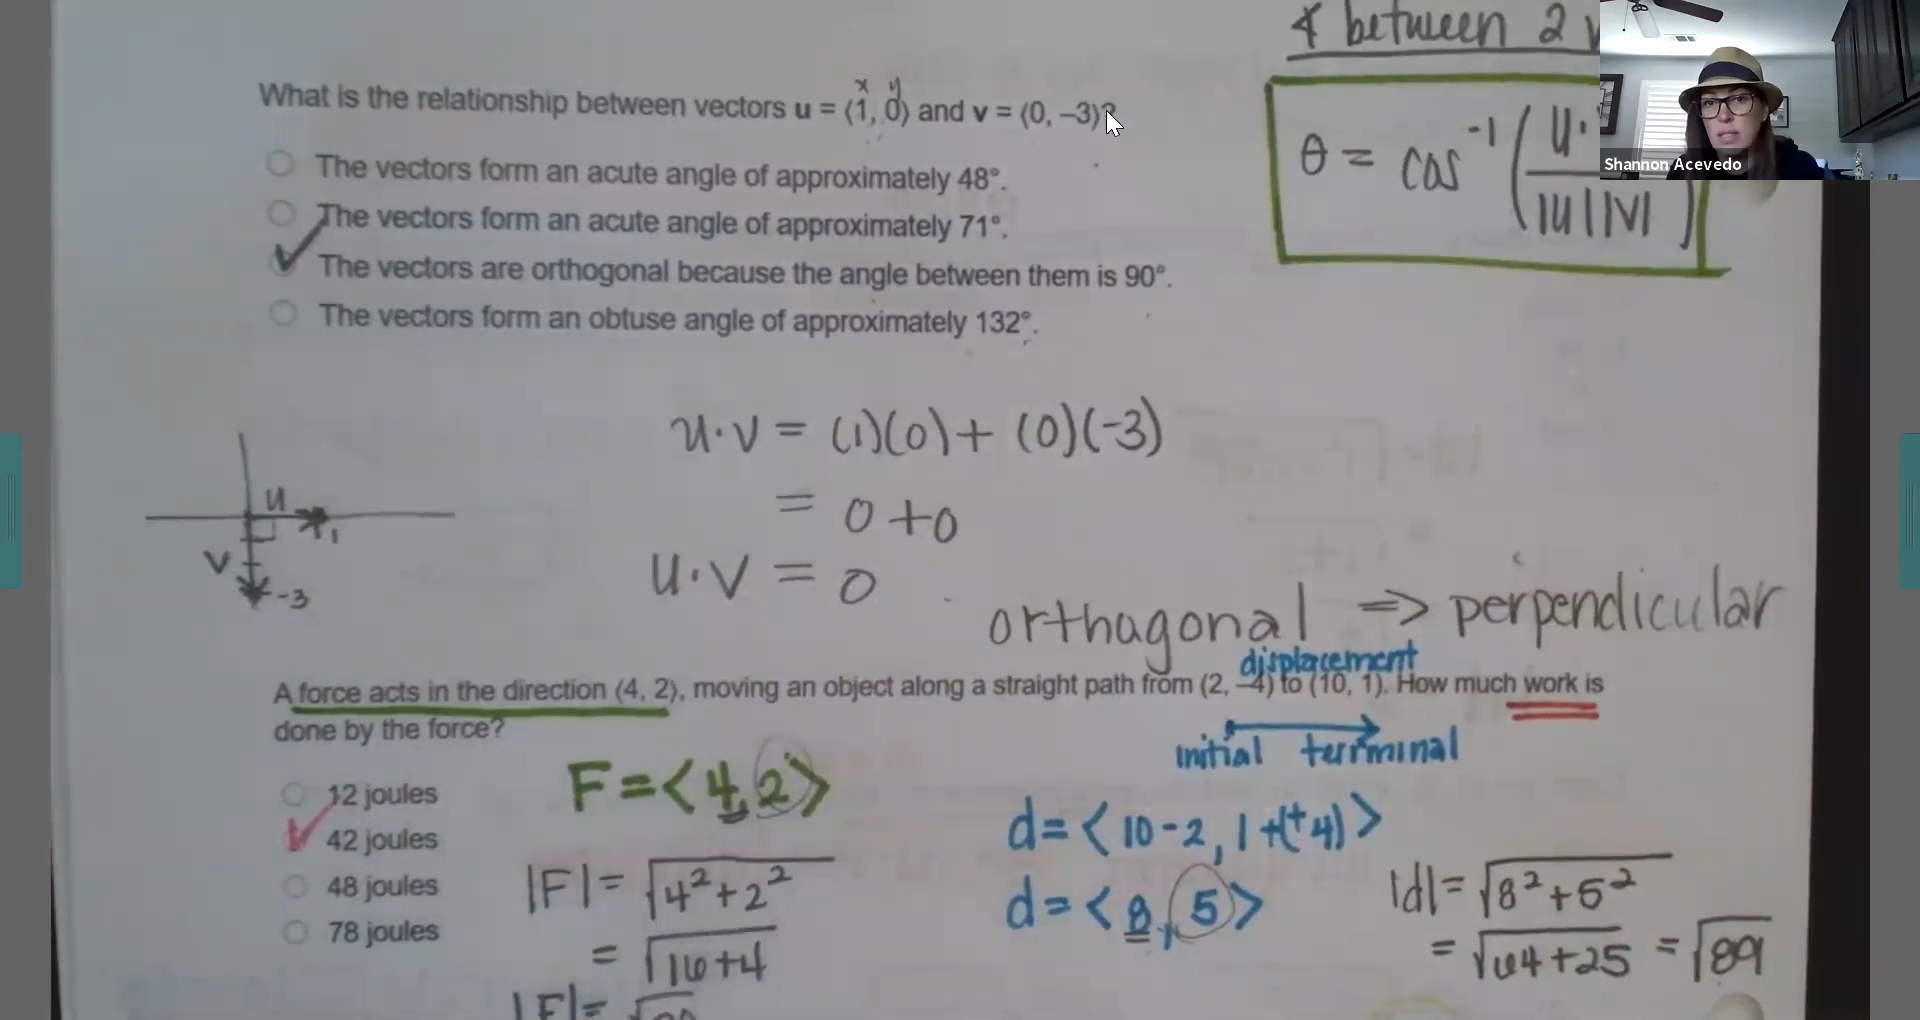 ∡ between 2
What is the relationship between vectors u = ⟨1, 0⟩ and v = ⟨0, –3⟩?
x y
θ = cos⁻¹ (u· / |u||v|)
Shannon Acevedo
The vectors form an acute angle of approximately 48°.
The vectors form an acute angle of approximately 71°.
The vectors are orthogonal because the angle between them is 90°.
The vectors form an obtuse angle of approximately 132°.
u·v = (1)(0) + (0)(-3)
= 0 + 0
u·v = 0
u
1
v
-3
orthagonal ⇒ perpendicular
displacement
A force acts in the direction ⟨4, 2⟩, moving an object along a straight path from (2, –4) to (10, 1). How much work is
done by the force?
initial terminal
12 joules
42 joules
48 joules
78 joules
F = <4, 2>
|F| = √4² + 2²
= √16+4
|F| =
d = <10-2, 1+(+4)>
d = <8, 5>
|d| = √8² + 5²
= √64+25 = √89